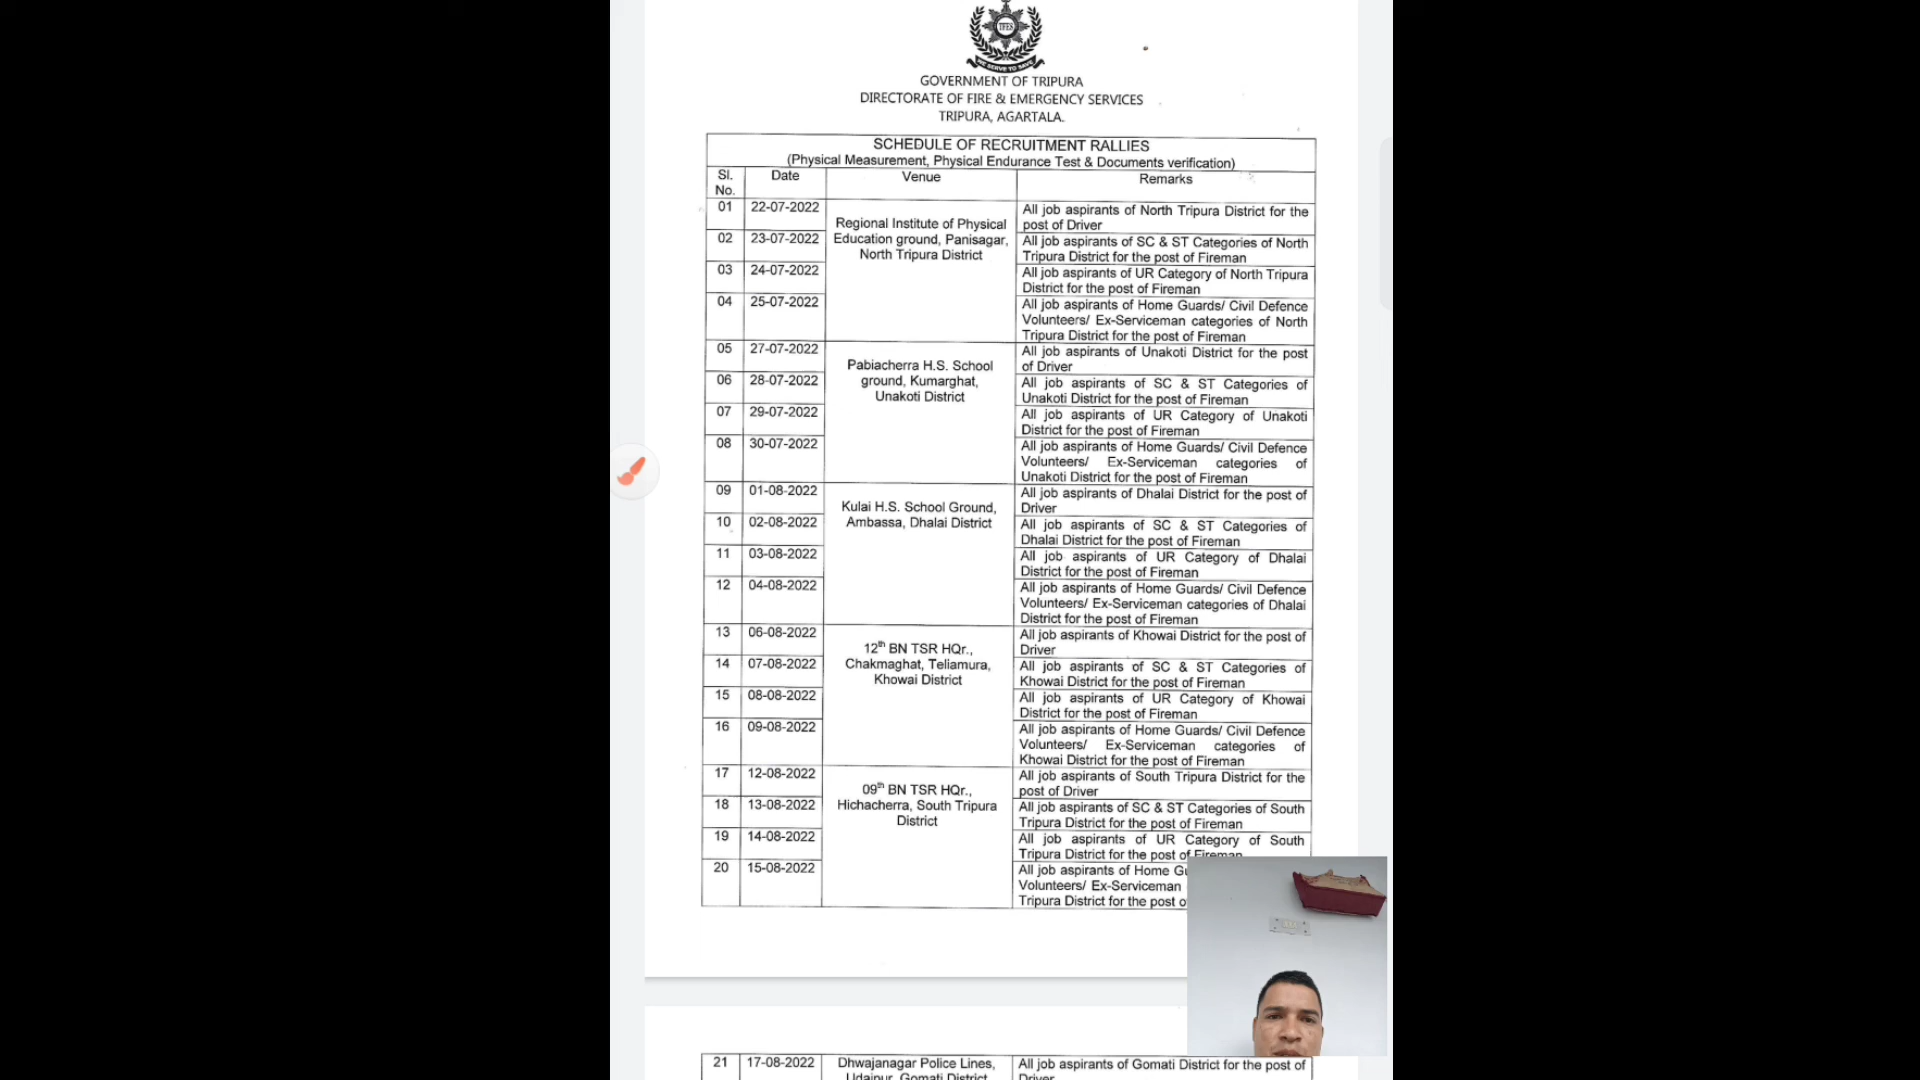 TFES
WE SERVE TO SAVE
GOVERNMENT OF TRIPURA
DIRECTORATE OF FIRE & EMERGENCY SERVICES
TRIPURA, AGARTALA.
SCHEDULE OF RECRUITMENT RALLIES
(Physical Measurement, Physical Endurance Test & Documents verification)
Sl. No. Date Venue Remarks
01 22-07-2022 Regional Institute of Physical Education ground, Panisagar, North Tripura District
All job aspirants of North Tripura District for the
post of Driver
02 23-07-2022 All job aspirants of SC & ST Categories of North
Tripura District for the post of Fireman
03 24-07-2022 All job aspirants of UR Category of North Tripura
District for the post of Fireman
04 25-07-2022 All job aspirants of Home Guards/ Civil Defence
Volunteers/ Ex-Serviceman categories of North
Tripura District for the post of Fireman
05 27-07-2022 Pabiacherra H.S. School ground, Kumarghat, Unakoti District
All job aspirants of Unakoti District for the post
of Driver
06 28-07-2022 All job aspirants of SC & ST Categories of
Unakoti District for the post of Fireman
07 29-07-2022 All job aspirants of UR Category of Unakoti
District for the post of Fireman
08 30-07-2022 All job aspirants of Home Guards/ Civil Defence
Volunteers/ Ex-Serviceman categories of
Unakoti District for the post of Fireman
09 01-08-2022 Kulai H.S. School Ground, Ambassa, Dhalai District
All job aspirants of Dhalai District for the post of
Driver
10 02-08-2022 All job aspirants of SC & ST Categories of
Dhalai District for the post of Fireman
11 03-08-2022 All job aspirants of UR Category of Dhalai
District for the post of Fireman
12 04-08-2022 All job aspirants of Home Guards/ Civil Defence
Volunteers/ Ex-Serviceman categories of Dhalai
District for the post of Fireman
13 06-08-2022 12th BN TSR HQr., Chakmaghat, Teliamura, Khowai District
All job aspirants of Khowai District for the post of
Driver
14 07-08-2022 All job aspirants of SC & ST Categories of
Khowai District for the post of Fireman
15 08-08-2022 All job aspirants of UR Category of Khowai
District for the post of Fireman
16 09-08-2022 All job aspirants of Home Guards/ Civil Defence
Volunteers/ Ex-Serviceman categories of
Khowai District for the post of Fireman
17 12-08-2022 09th BN TSR HQr., Hichacherra, South Tripura District
All job aspirants of South Tripura District for the
post of Driver
18 13-08-2022 All job aspirants of SC & ST Categories of South
Tripura District for the post of Fireman
19 14-08-2022 All job aspirants of UR Category of South
Tripura District for the post of Fireman
20 15-08-2022 All job aspirants of Home
Volunteers/ Ex-Serviceman
Tripura District for the post
21 17-08-2022 Dhwajanagar Police Lines, Udaipur, Gomati District
All job aspirants of Gomati District for the post of
Driver